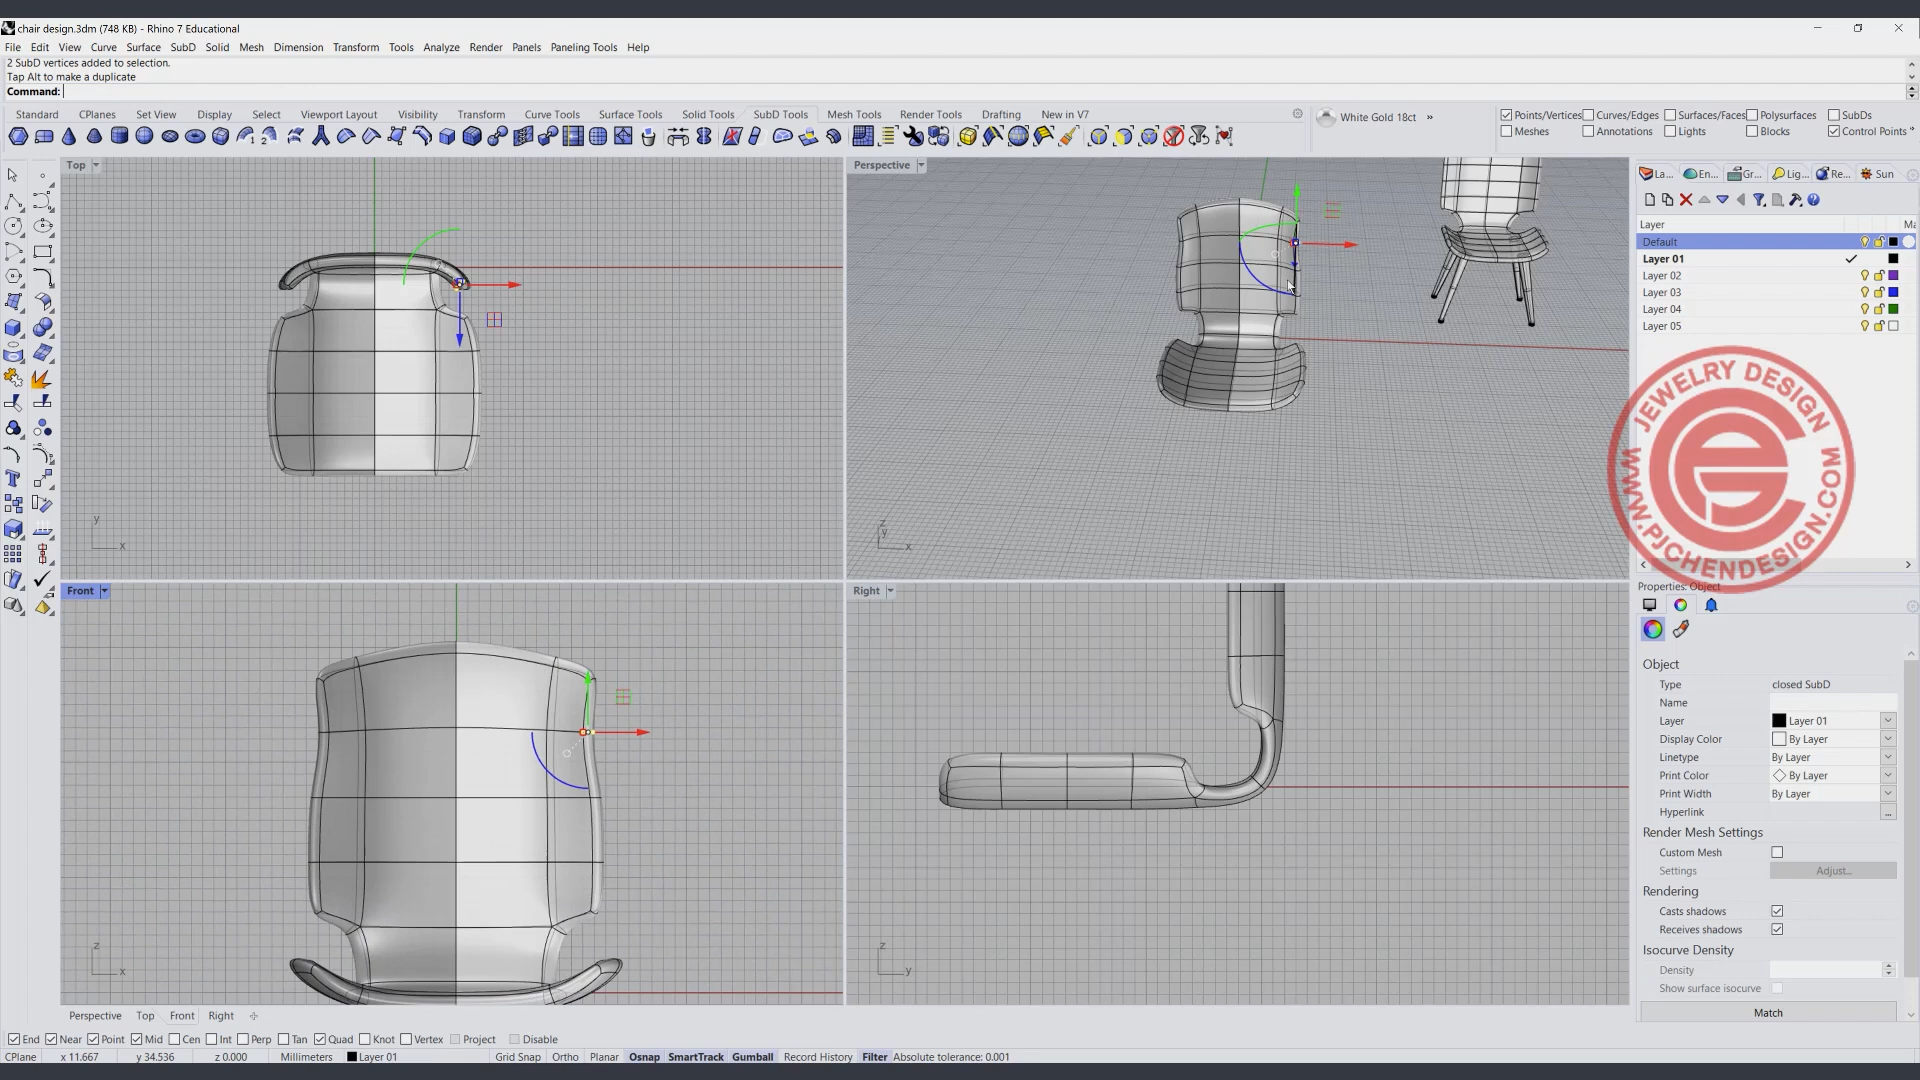 chair design.3dm (748 KB) - Rhino 7 Educational
File Edit View Curve Surface SubD Solid Mesh Dimension Transform Tools Analyze Render Panels Paneling Tools Help
2 SubD vertices added to selection.
Tap Alt to make a duplicate
Command:
Standard CPlanes Set View Display Select Viewport Layout Visibility Transform Curve Tools Surface Tools Solid Tools SubD Tools Mesh Tools Render Tools Drafting New in V7
White Gold 18ct »
Points/Vertices Curves/Edges Surfaces/Faces Polysurfaces SubDs
Meshes Annotations Lights Blocks Control Points »
Top
Perspective
La... En... Gr... Lig... Re... Sun
Layer Ma
Default
Layer 01
Layer 02
Layer 03
Layer 04
Layer 05
JEWELRY DESIGN
WWW.PJCHENDESIGN.COM
y
x
z
y
x
Front
Right
z
x
z
y
Properties: Object
Object
Type closed SubD
Name
Layer Layer 01
Display Color By Layer
Linetype By Layer
Print Color By Layer
Print Width By Layer
Hyperlink ...
Render Mesh Settings
Custom Mesh
Settings Adjust...
Rendering
Casts shadows
Receives shadows
Isocurve Density
Density
Show surface isocurve
Match
Perspective Top Front Right
End Near Point Mid Cen Int Perp Tan Quad Knot Vertex Project Disable
CPlane x 11.667 y 34.536 z 0.000 Millimeters Layer 01 Grid Snap Ortho Planar Osnap SmartTrack Gumball Record History Filter Absolute tolerance: 0.001